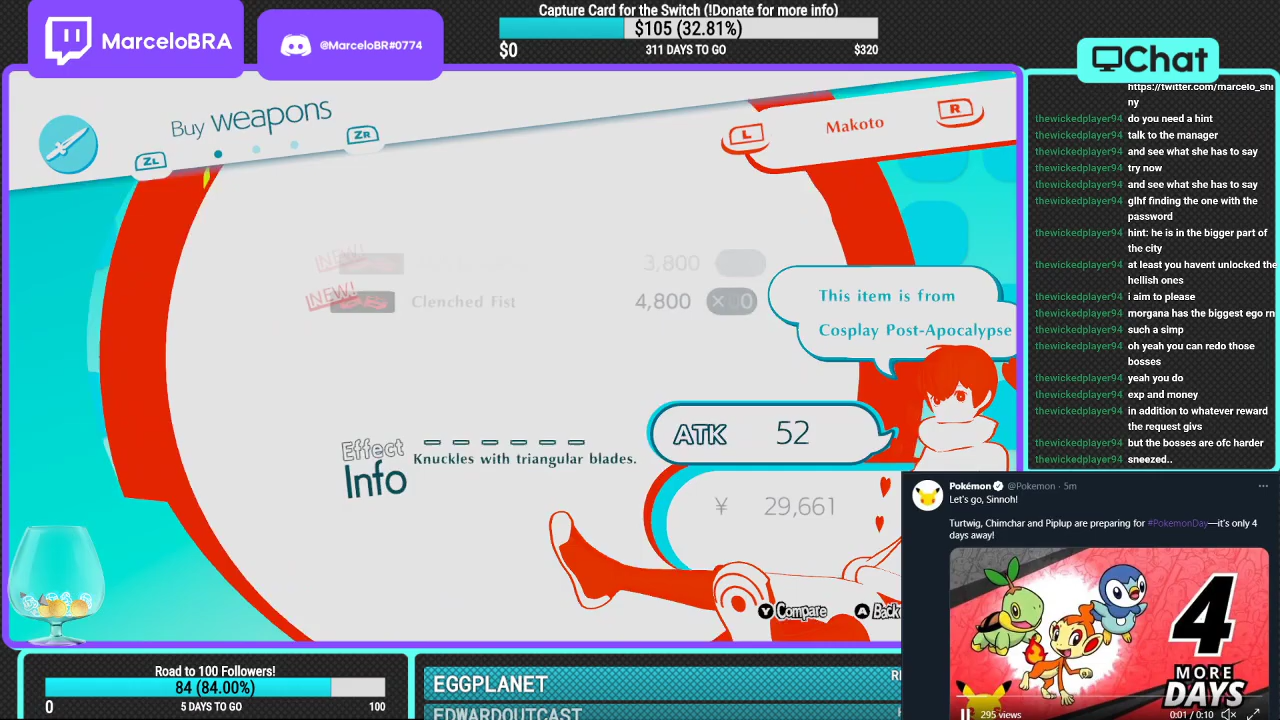 Capture Card for the Switch (!Donate for more info)
$105 (32.81%)
$0
311 DAYS TO GO
$320
MarceloBRA
@MarceloBR#0774
Chat
Buy weapons
ZL
ZR
L
Makoto
R
NEW!
3,800
NEW!
Clenched Fist
4,800
× 0
This item is from
Cosplay Post-Apocalypse
ATK
52
Effect
Info
Knuckles with triangular blades.
¥ 29,661
Y Compare
A Back
https://twitter.com/marcelo_shi
ny
thewickedplayer94 do you need a hint
thewickedplayer94 talk to the manager
thewickedplayer94 and see what she has to say
thewickedplayer94 try now
thewickedplayer94 and see what she has to say
thewickedplayer94 glhf finding the one with the
password
thewickedplayer94 hint: he is in the bigger part of
the city
thewickedplayer94 at least you havent unlocked the
hellish ones
thewickedplayer94 i aim to please
thewickedplayer94 morgana has the biggest ego rn
thewickedplayer94 such a simp
thewickedplayer94 oh yeah you can redo those
bosses
thewickedplayer94 yeah you do
thewickedplayer94 exp and money
thewickedplayer94 in addition to whatever reward
the request givs
thewickedplayer94 but the bosses are ofc harder
thewickedplayer94 sneezed..
Pokémon @Pokemon · 5m
Let's go, Sinnoh!
Turtwig, Chimchar and Piplup are preparing for #PokemonDay—it's only 4
days away!
4
MORE
DAYS
295 views
0:01 / 0:10
Road to 100 Followers!
84 (84.00%)
0
5 DAYS TO GO
100
EGGPLANET
EDWARDOUTCAST